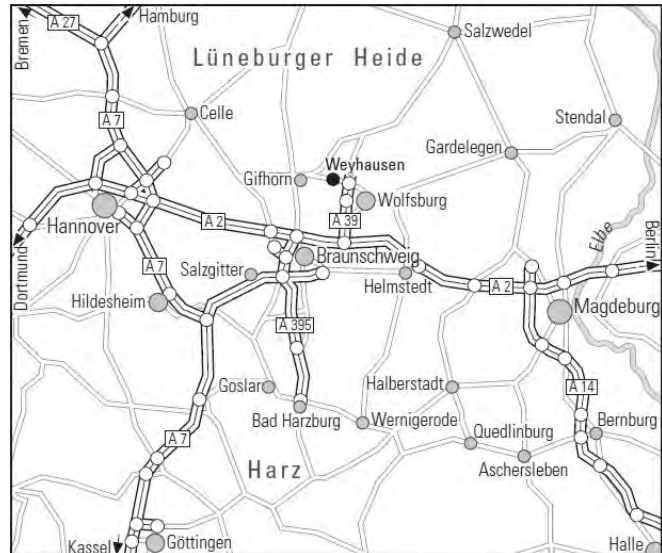 A 27
Hamburg
Bremen
Salzwedel
Lüneburger Heide
A 7
Celle
Stendal
Gardelegen
Weyhausen
Gifhorn
Wolfsburg
Hannover
A 2
A 39
Elbe
Berlin
Braunschweig
Dortmund
A 7
Salzgitter
Helmstedt
A 2
Hildesheim
Magdeburg
A 395
Goslar
Halberstadt
A 14
Bad Harzburg
Wernigerode
Bernburg
A 7
Quedlinburg
Harz
Aschersleben
Kassel
Göttingen
Halle